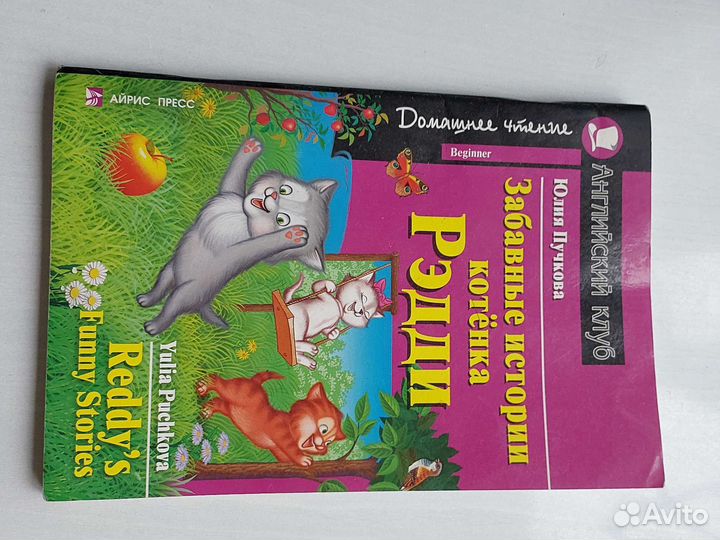 Английский клуб
Домашнее чтение
Beginner
Юлия Пучкова
Забавные истории
котёнка
РЭДДИ
Yulia Puchkova
Reddy's
Funny Stories
АЙРИС ПРЕСС
Avito